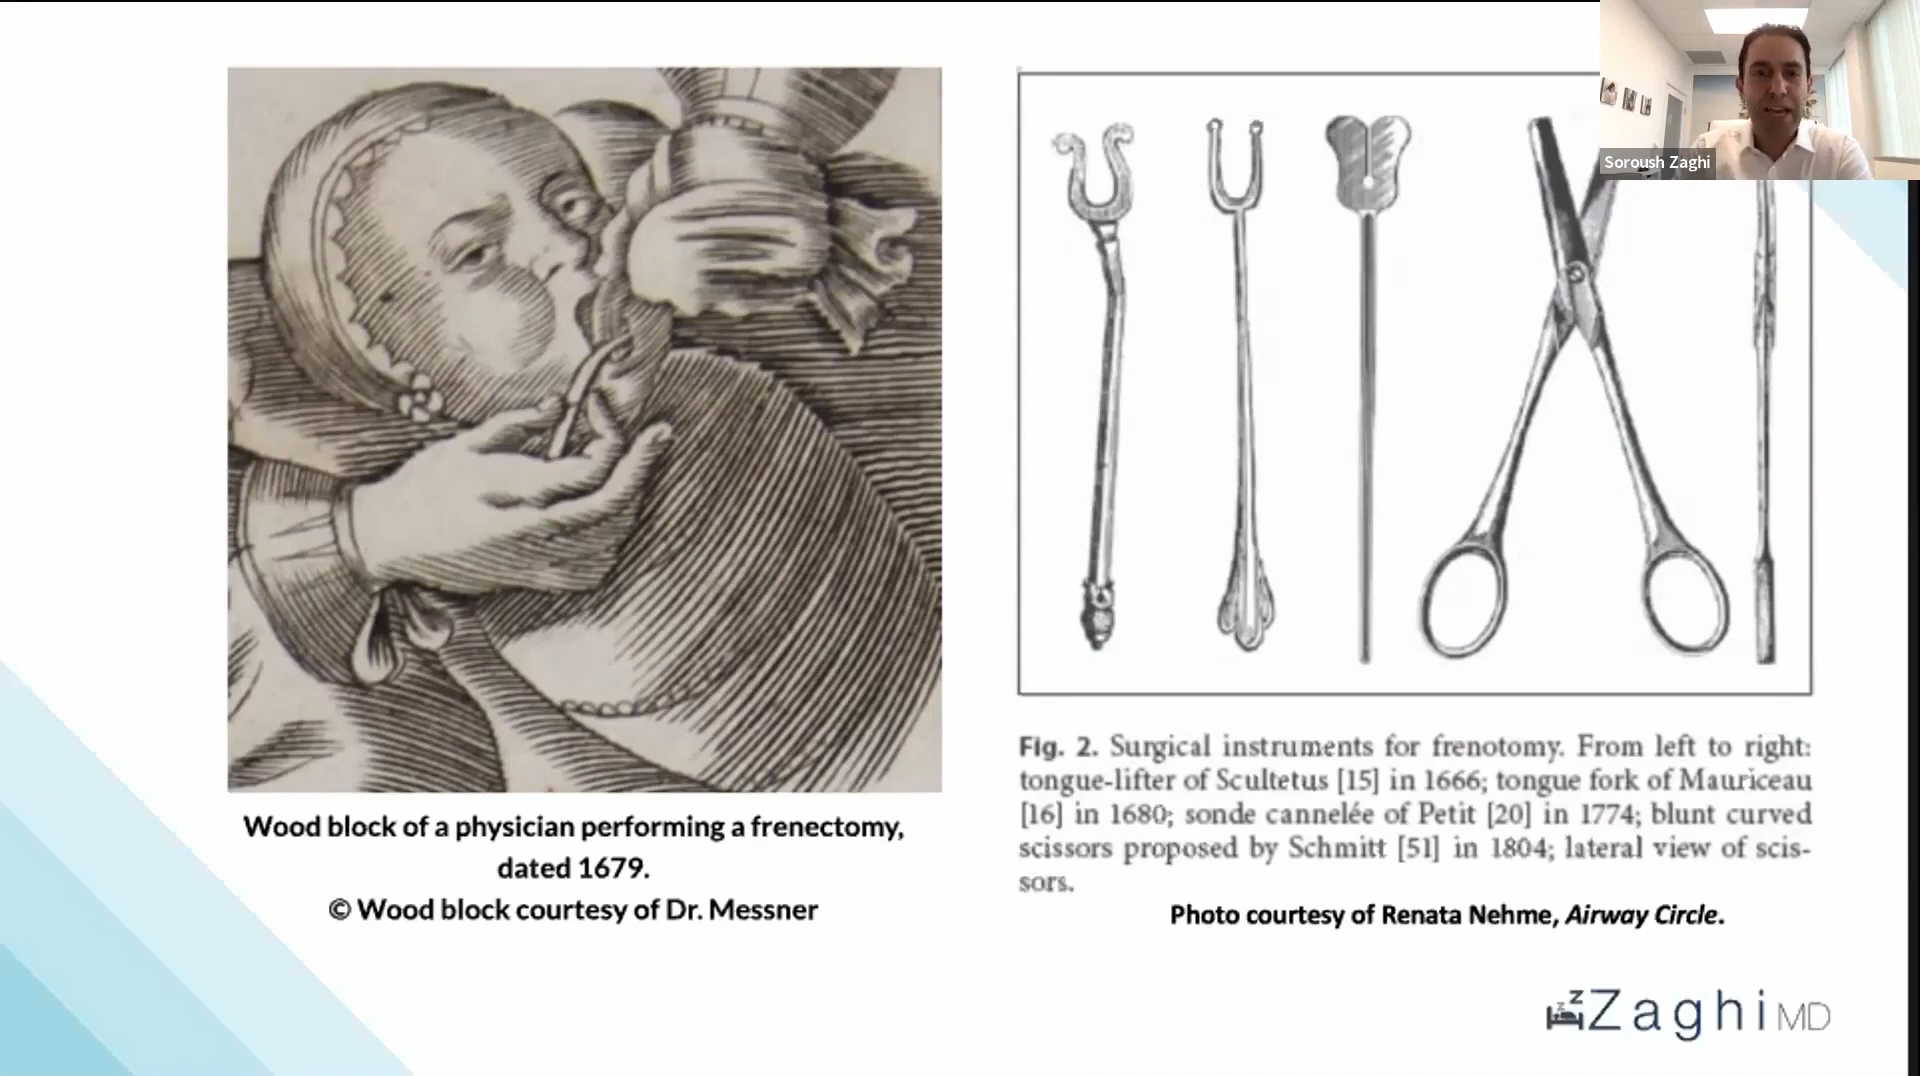 Soroush Zaghi
Wood block of a physician performing a frenectomy,
dated 1679.
© Wood block courtesy of Dr. Messner
Fig. 2. Surgical instruments for frenotomy. From left to right:
tongue-lifter of Scultetus [15] in 1666; tongue fork of Mauriceau
[16] in 1680; sonde cannelée of Petit [20] in 1774; blunt curved
scissors proposed by Schmitt [51] in 1804; lateral view of scis-
sors.
Photo courtesy of Renata Nehme, Airway Circle.
zz Zaghi MD